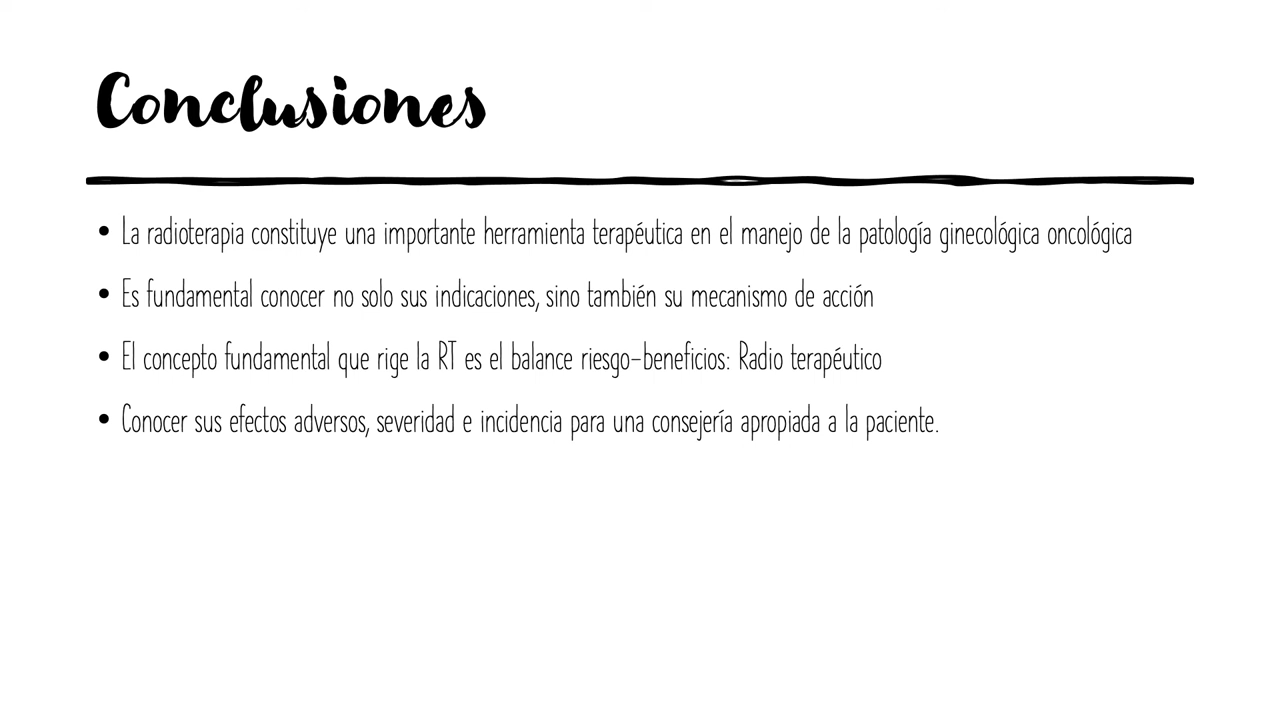 Conclusiones
• La radioterapia constituye una importante herramienta terapéutica en el manejo de la patología ginecológica oncológica
• Es fundamental conocer no solo sus indicaciones, sino también su mecanismo de acción
• El concepto fundamental que rige la RT es el balance riesgo-beneficios: Radio terapéutico
• Conocer sus efectos adversos, severidad e incidencia para una consejería apropiada a la paciente.